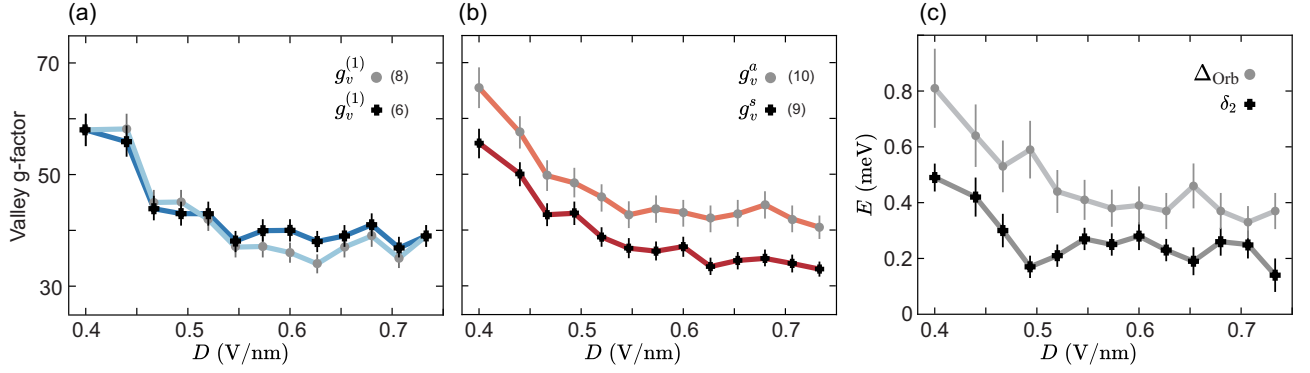 (a)
Valley g-factor
70
50
30
g_v^{(1)} (8)
g_v^{(1)} (6)
0.4 0.5 0.6 0.7
D (V/nm)
(b)
g_v^a (10)
g_v^s (9)
0.4 0.5 0.6 0.7
D (V/nm)
(c)
E (meV)
0.8
0.6
0.4
0.2
0
Δ_Orb
δ_2
0.4 0.5 0.6 0.7
D (V/nm)